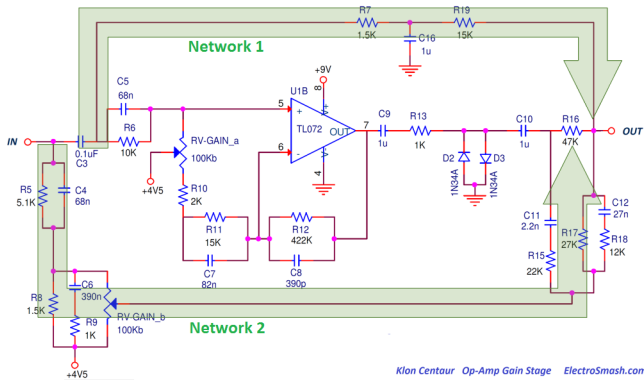 R7
R19
1.5K
15K
C16
1u
Network 1
+9V
C5
68n
U1B
5
+
8
V+
TL072
OUT
7
C9
1u
R13
1K
C10
1u
R16
47K
OUT
IN
0.1uF
C3
R6
10K
RV-GAIN_a
100Kb
6
-
V-
4
D2
D3
1N34A
1N34A
+4V5
R5
5.1K
C4
68n
R10
2K
R11
15K
R12
422K
C11
2.2n
C12
27n
R17
27K
R18
12K
C7
82n
C8
390p
R15
22K
R8
1.5K
C6
390n
R9
1K
RV-GAIN_b
100Kb
Network 2
+4V5
Klon Centaur Op-Amp Gain Stage ElectroSmash.com